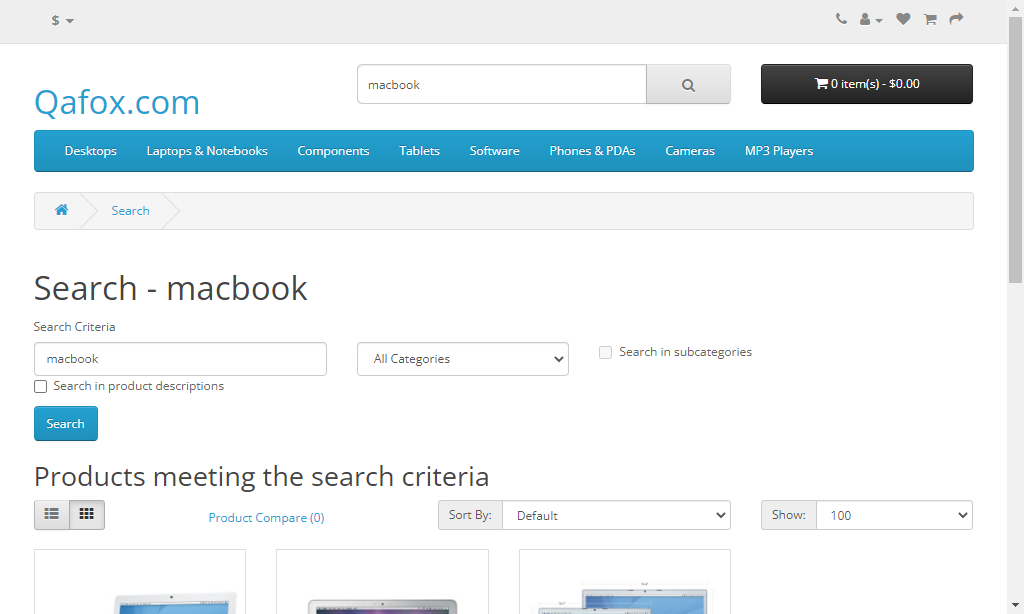 $
macbook
0 item(s) - $0.00
Qafox.com
Desktops Laptops & Notebooks Components Tablets Software Phones & PDAs Cameras MP3 Players
Search
Search - macbook
Search Criteria
macbook All Categories Search in subcategories
Search in product descriptions
Search
Products meeting the search criteria
Product Compare (0) Sort By: Default Show: 100